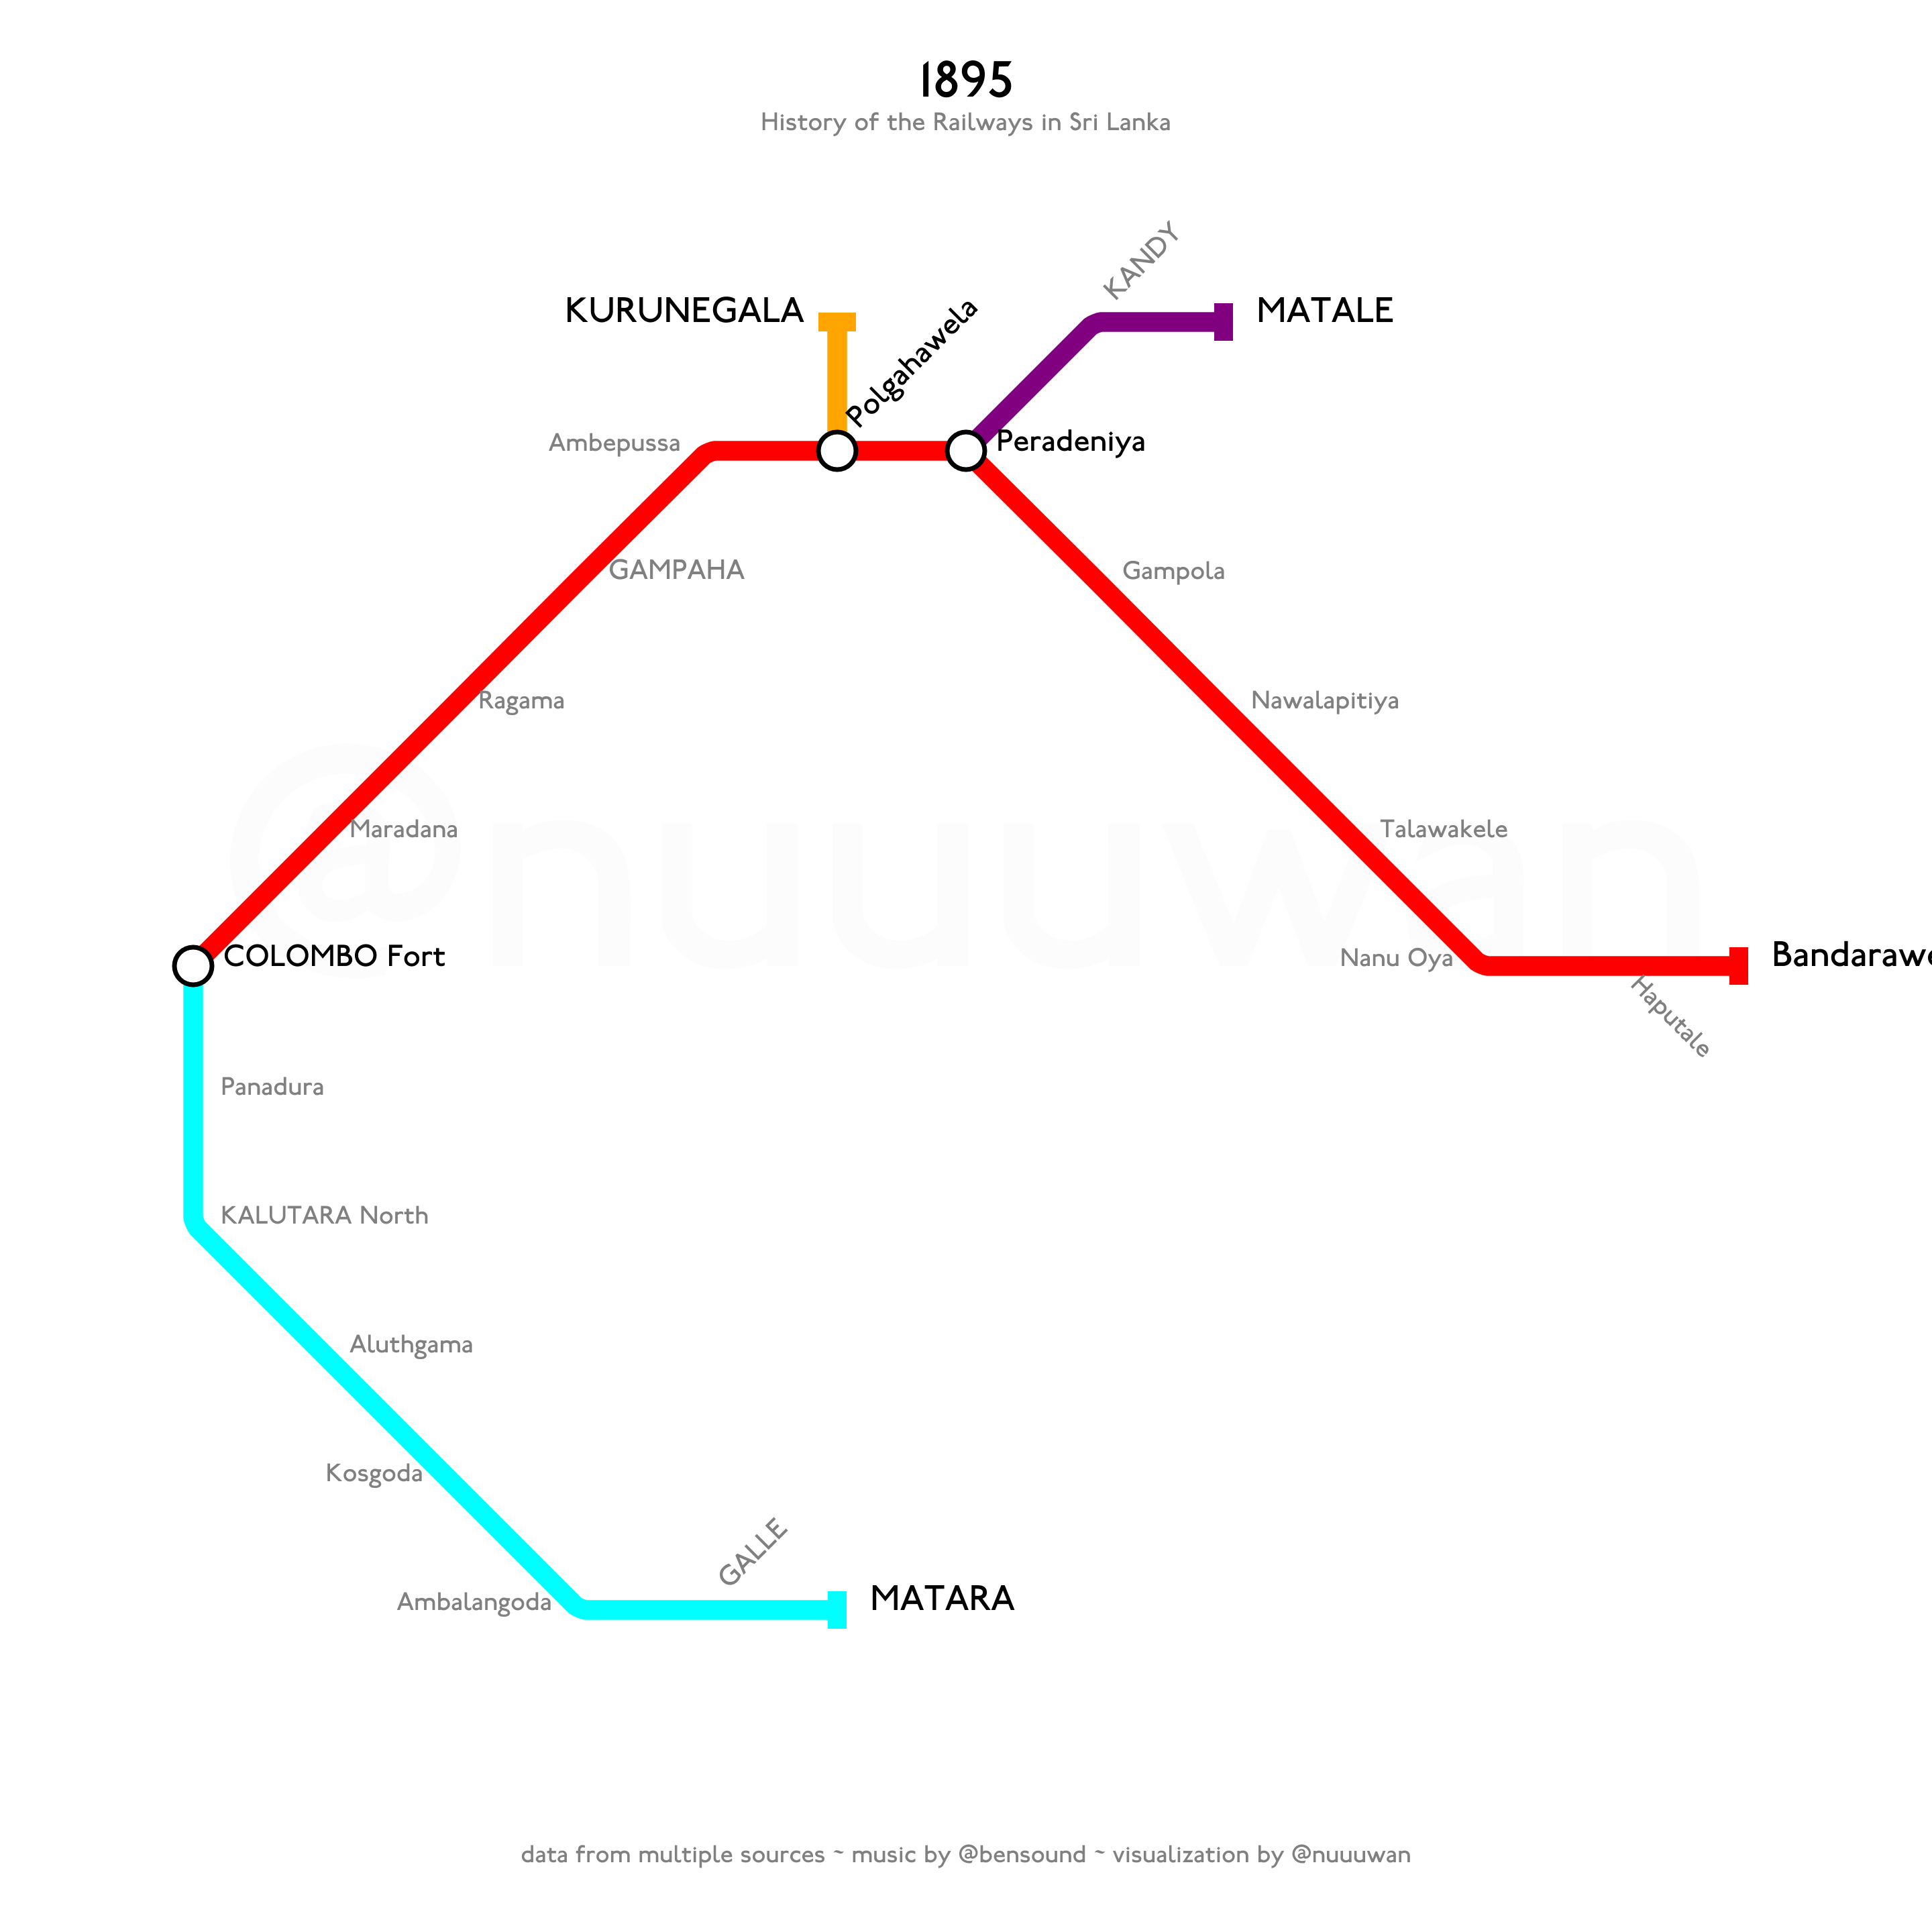 1895
History of the Railways in Sri Lanka
KANDY
KURUNEGALA
Polgahawela
MATALE
Ambepussa
Peradeniya
GAMPAHA
Gampola
Ragama
Nawalapitiya
Maradana
Talawakele
@nuuuwan
COLOMBO Fort
Nanu Oya
Haputale
Panadura
KALUTARA North
Aluthgama
Kosgoda
GALLE
Ambalangoda
MATARA
data from multiple sources ~ music by @bensound ~ visualization by @nuuuwan